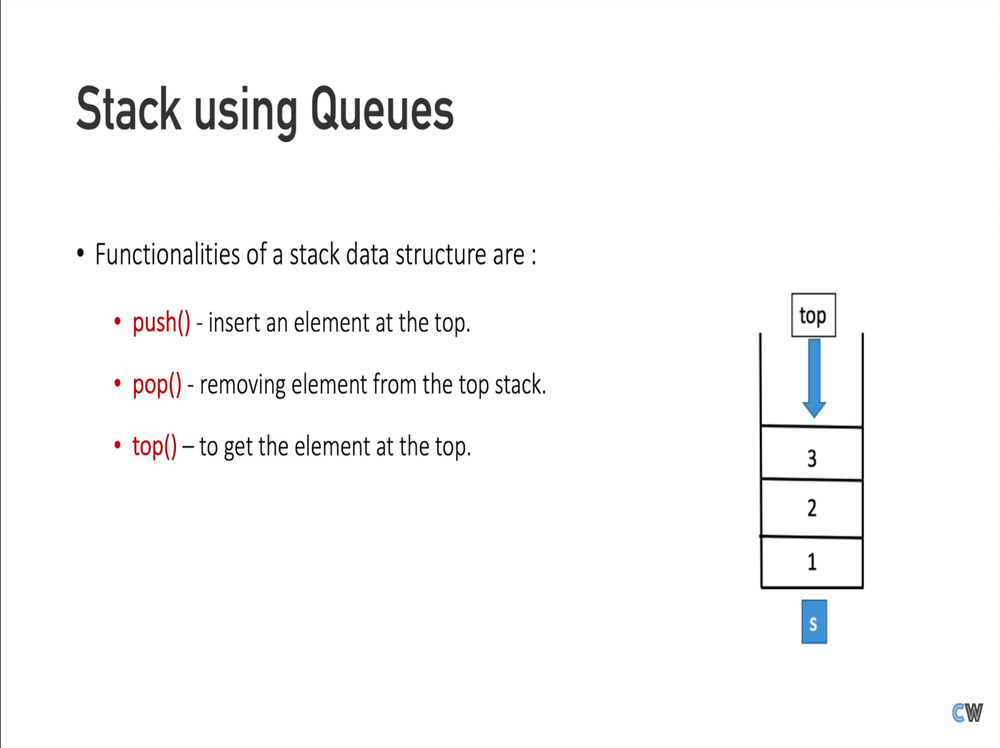 Stack using Queues
• Functionalities of a stack data structure are :
• push() - insert an element at the top.
• pop() - removing element from the top stack.
• top() – to get the element at the top.
top
3
2
1
s
CW